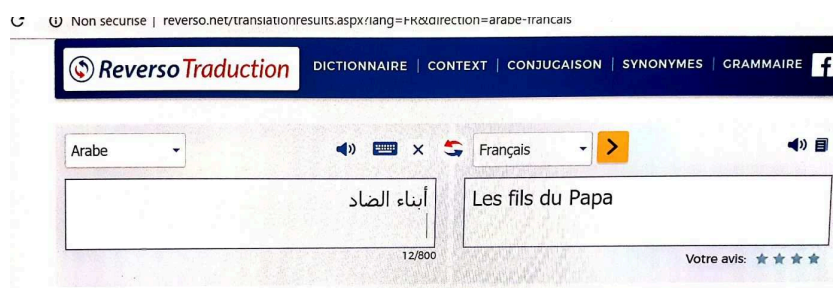 Non sécurisé | reverso.net/translationresults.aspx?lang=FR&direction=arabe-francais
Reverso Traduction DICTIONNAIRE | CONTEXT | CONJUGAISON | SYNONYMES | GRAMMAIRE f
Arabe Français
أبناء الضاد
Les fils du Papa
12/800
Votre avis: